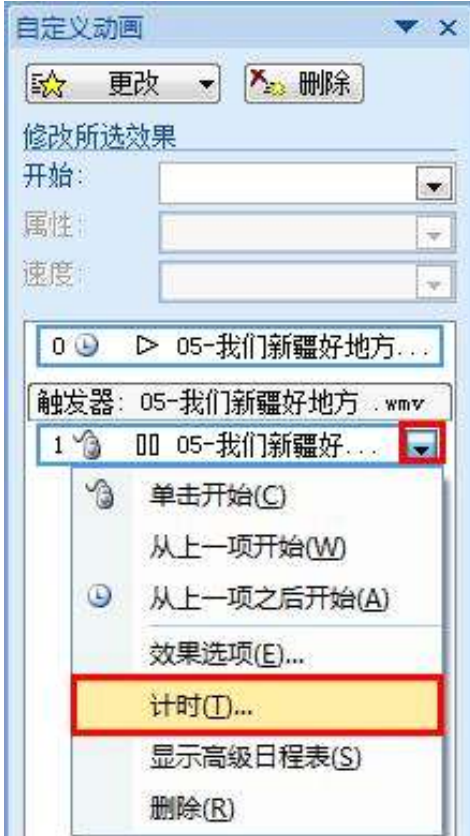 自定义动画
更改 删除
修改所选效果
开始:
属性:
速度:
0 05-我们新疆好地方...
触发器: 05-我们新疆好地方 .wmv
1 05-我们新疆好...
单击开始(C)
从上一项开始(W)
从上一项之后开始(A)
效果选项(E)...
计时(T)...
显示高级日程表(S)
删除(R)